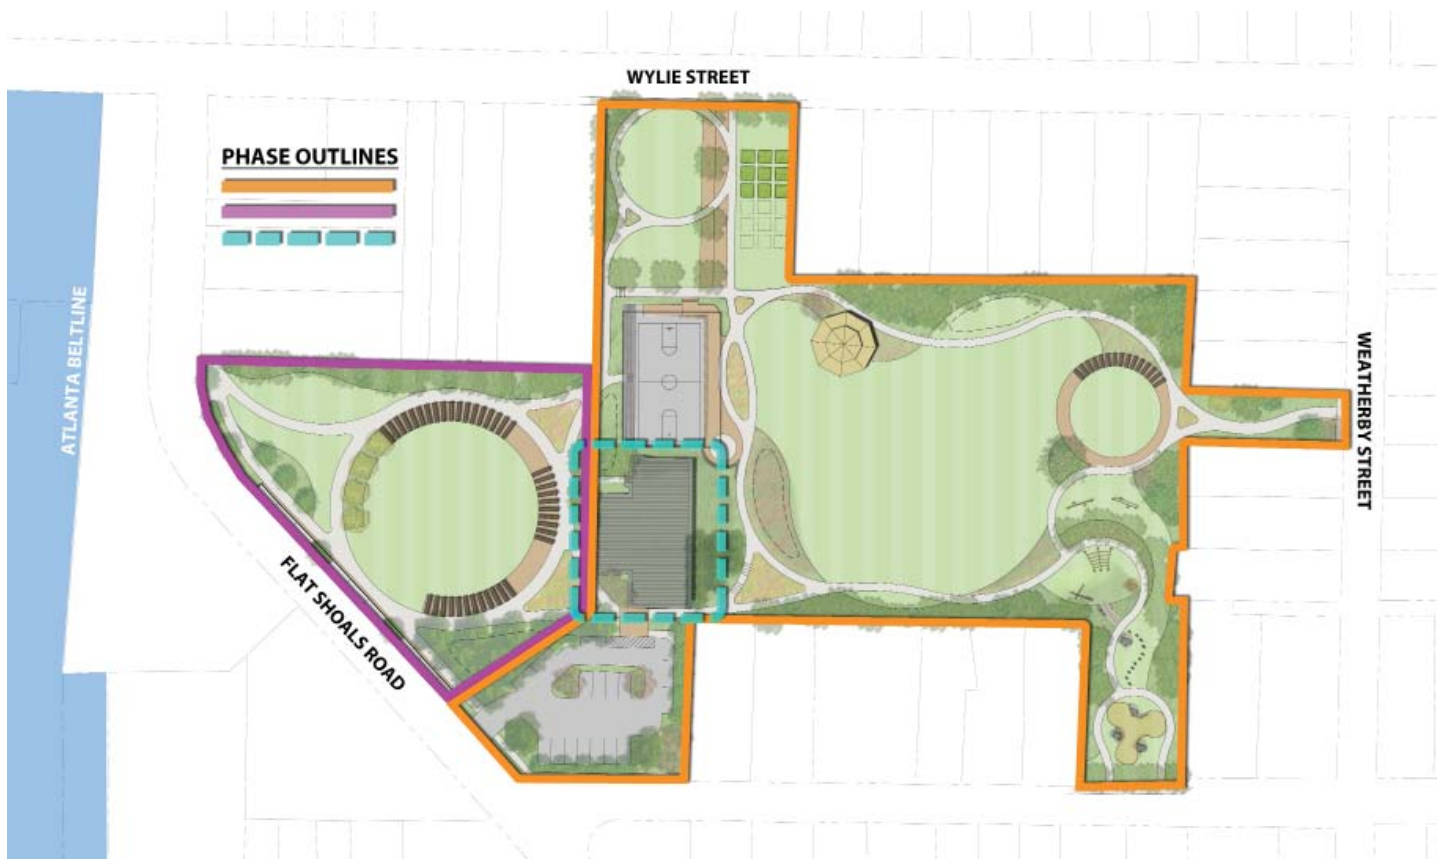 WYLIE STREET
PHASE OUTLINES
ATLANTA BELTLINE
WEATHERBY STREET
FLAT SHOALS ROAD